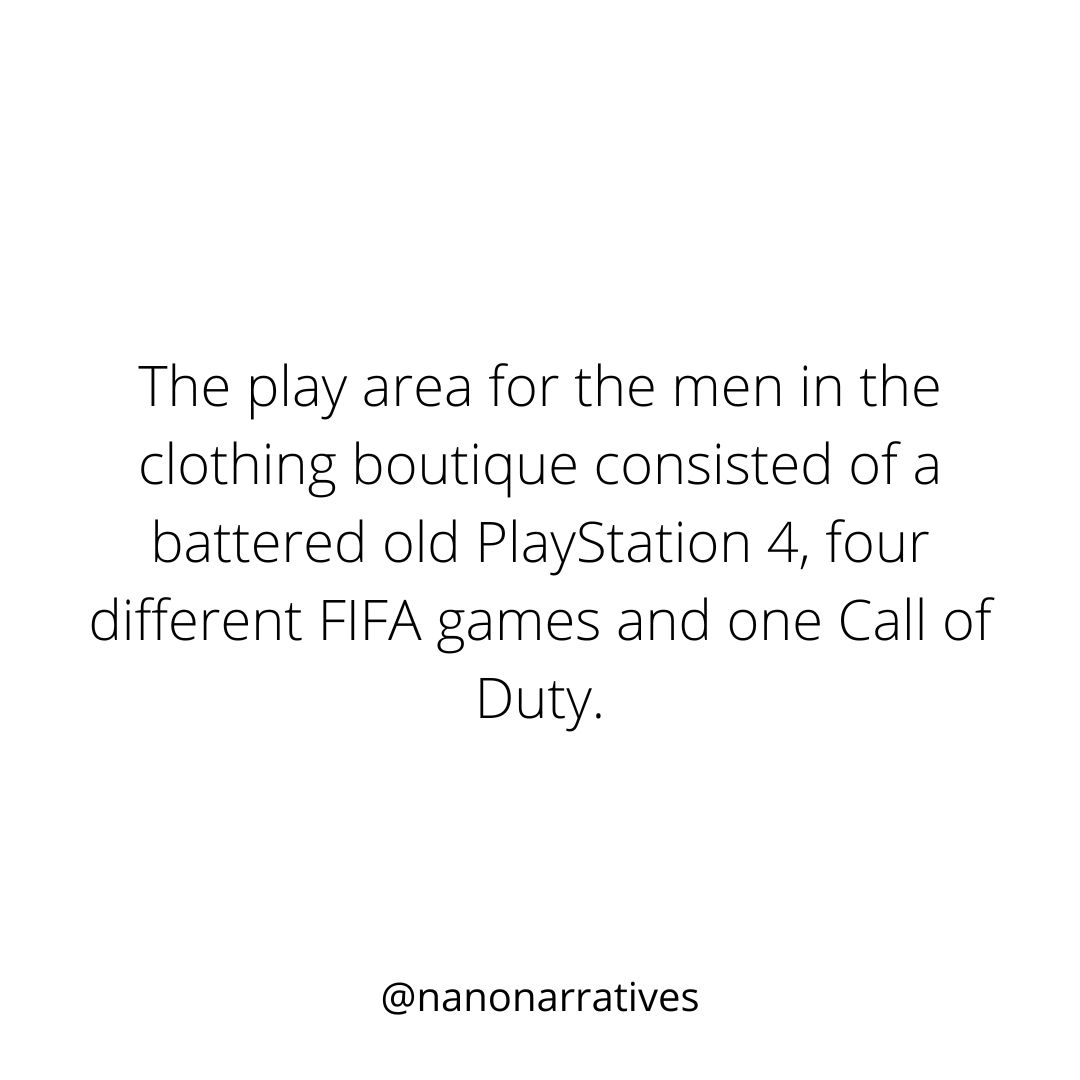 The play area for the men in the
clothing boutique consisted of a
battered old PlayStation 4, four
different FIFA games and one Call of
Duty.
@nanonarratives